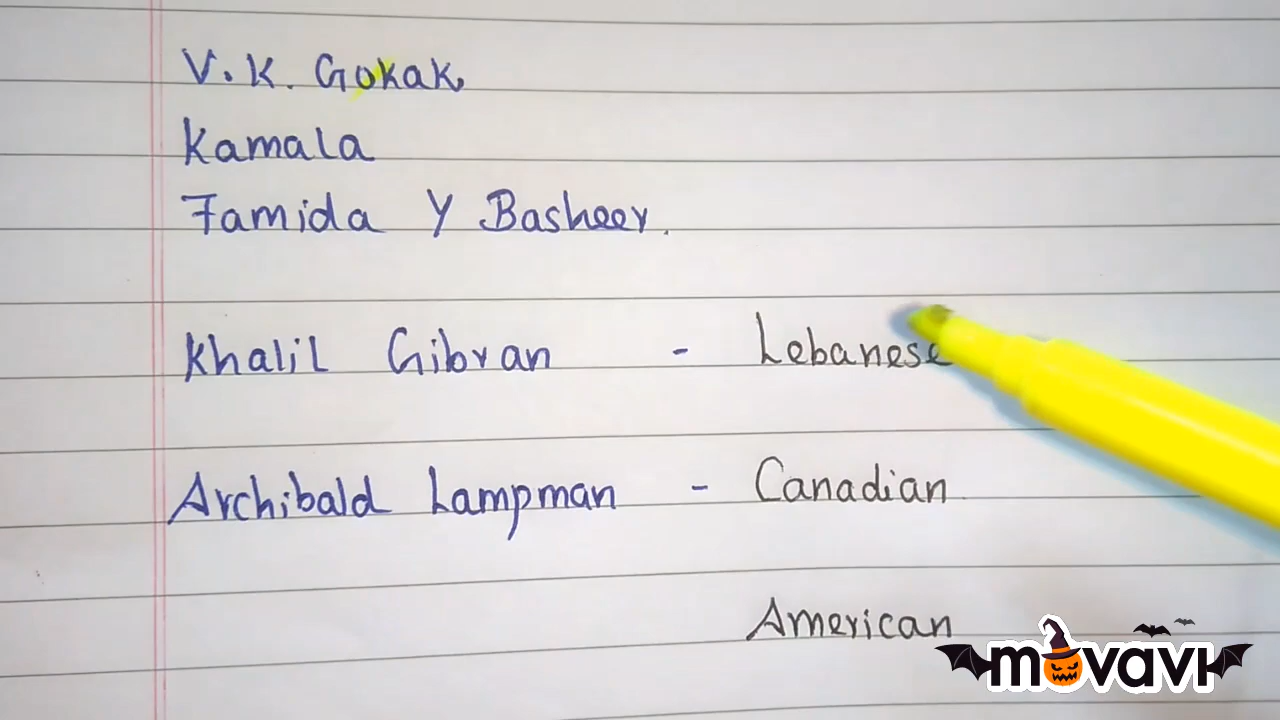 V. K. Gokak
Kamala
Famida Y Basheer.
Khalil Gibran - Lebanese
Archibald Lampman - Canadian
American
movavi